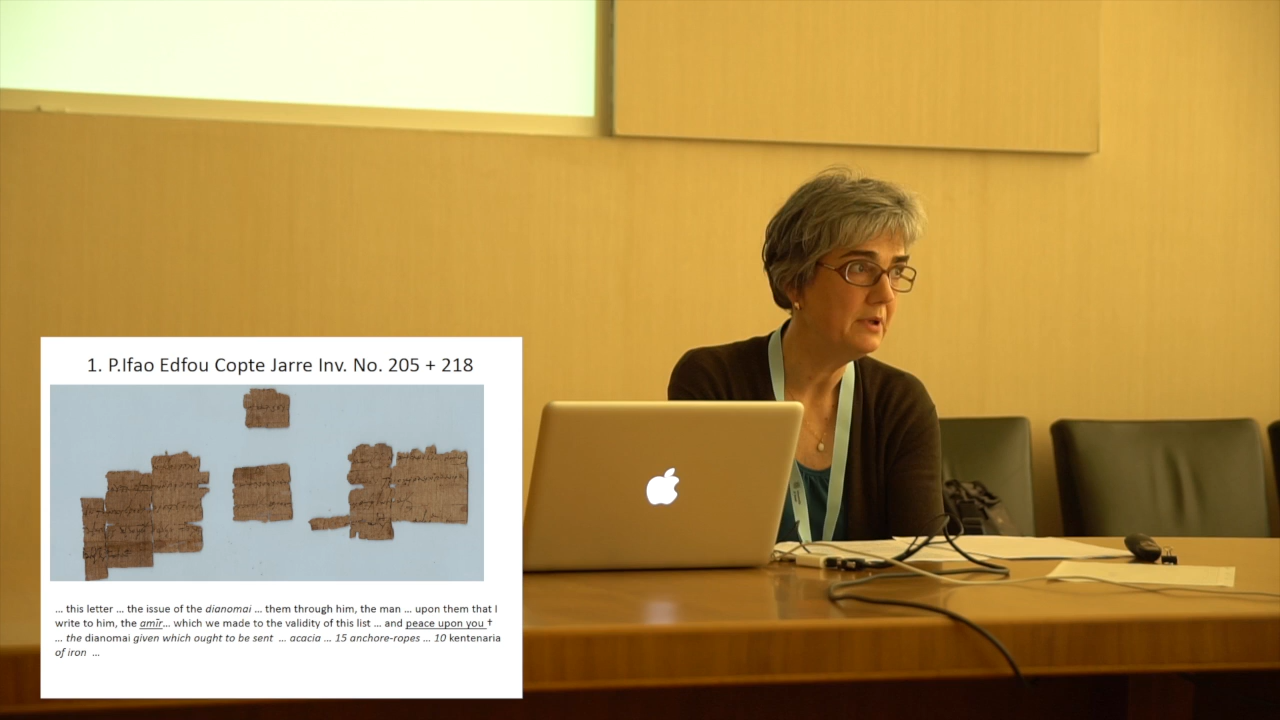 1. P.Ifao Edfou Copte Jarre Inv. No. 205 + 218
... this letter ... the issue of the dianomai ... them through him, the man ... upon them that I
write to him, the amīr... which we made to the validity of this list ... and peace upon you †
... the dianomai given which ought to be sent ... acacia ... 15 anchore-ropes ... 10 kentenaria
of iron ...